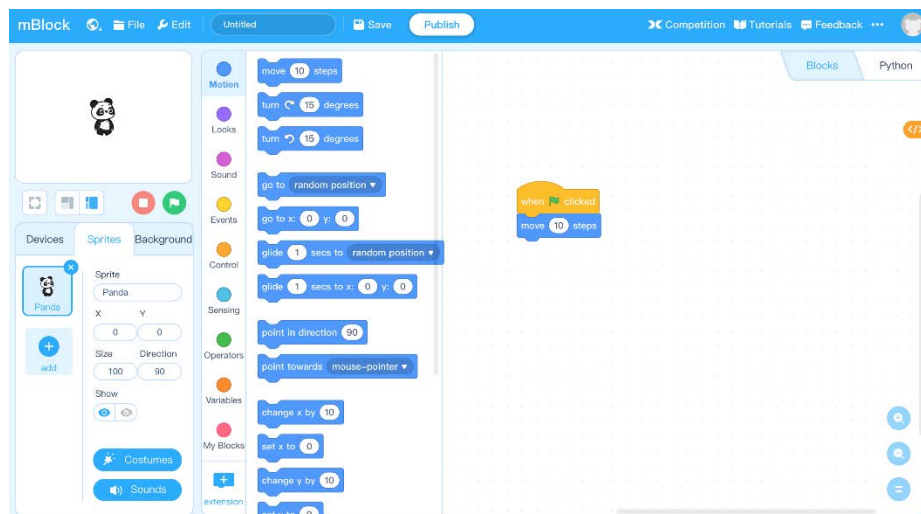 mBlock File Edit Untitled Save Publish Competition Tutorials Feedback
Blocks Python
Motion
Looks
Sound
Events
Control
Sensing
Operators
Variables
My Blocks
extension
move 10 steps
turn 15 degrees
turn 15 degrees
go to random position
go to x: 0 y: 0
glide 1 secs to random position
glide 1 secs to x: 0 y: 0
point in direction 90
point towards mouse-pointer
change x by 10
set x to 0
change y by 10
when clicked
move 10 steps
Devices Sprites Background
Panda
add
Sprite
Panda
X Y
0 0
Size Direction
100 90
Show
Costumes
Sounds